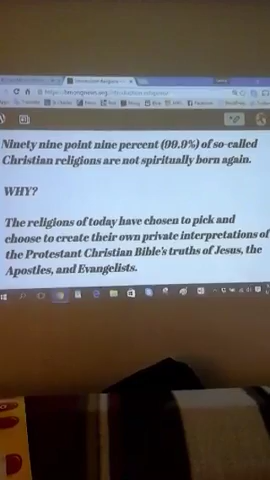 Ninety nine point nine percent (99.9%) of so-called
Christian religions are not spiritually born again.
WHY?
The religions of today have chosen to pick and
choose to create their own private interpretations of
the Protestant Christian Bible's truths of Jesus, the
Apostles, and Evangelists.